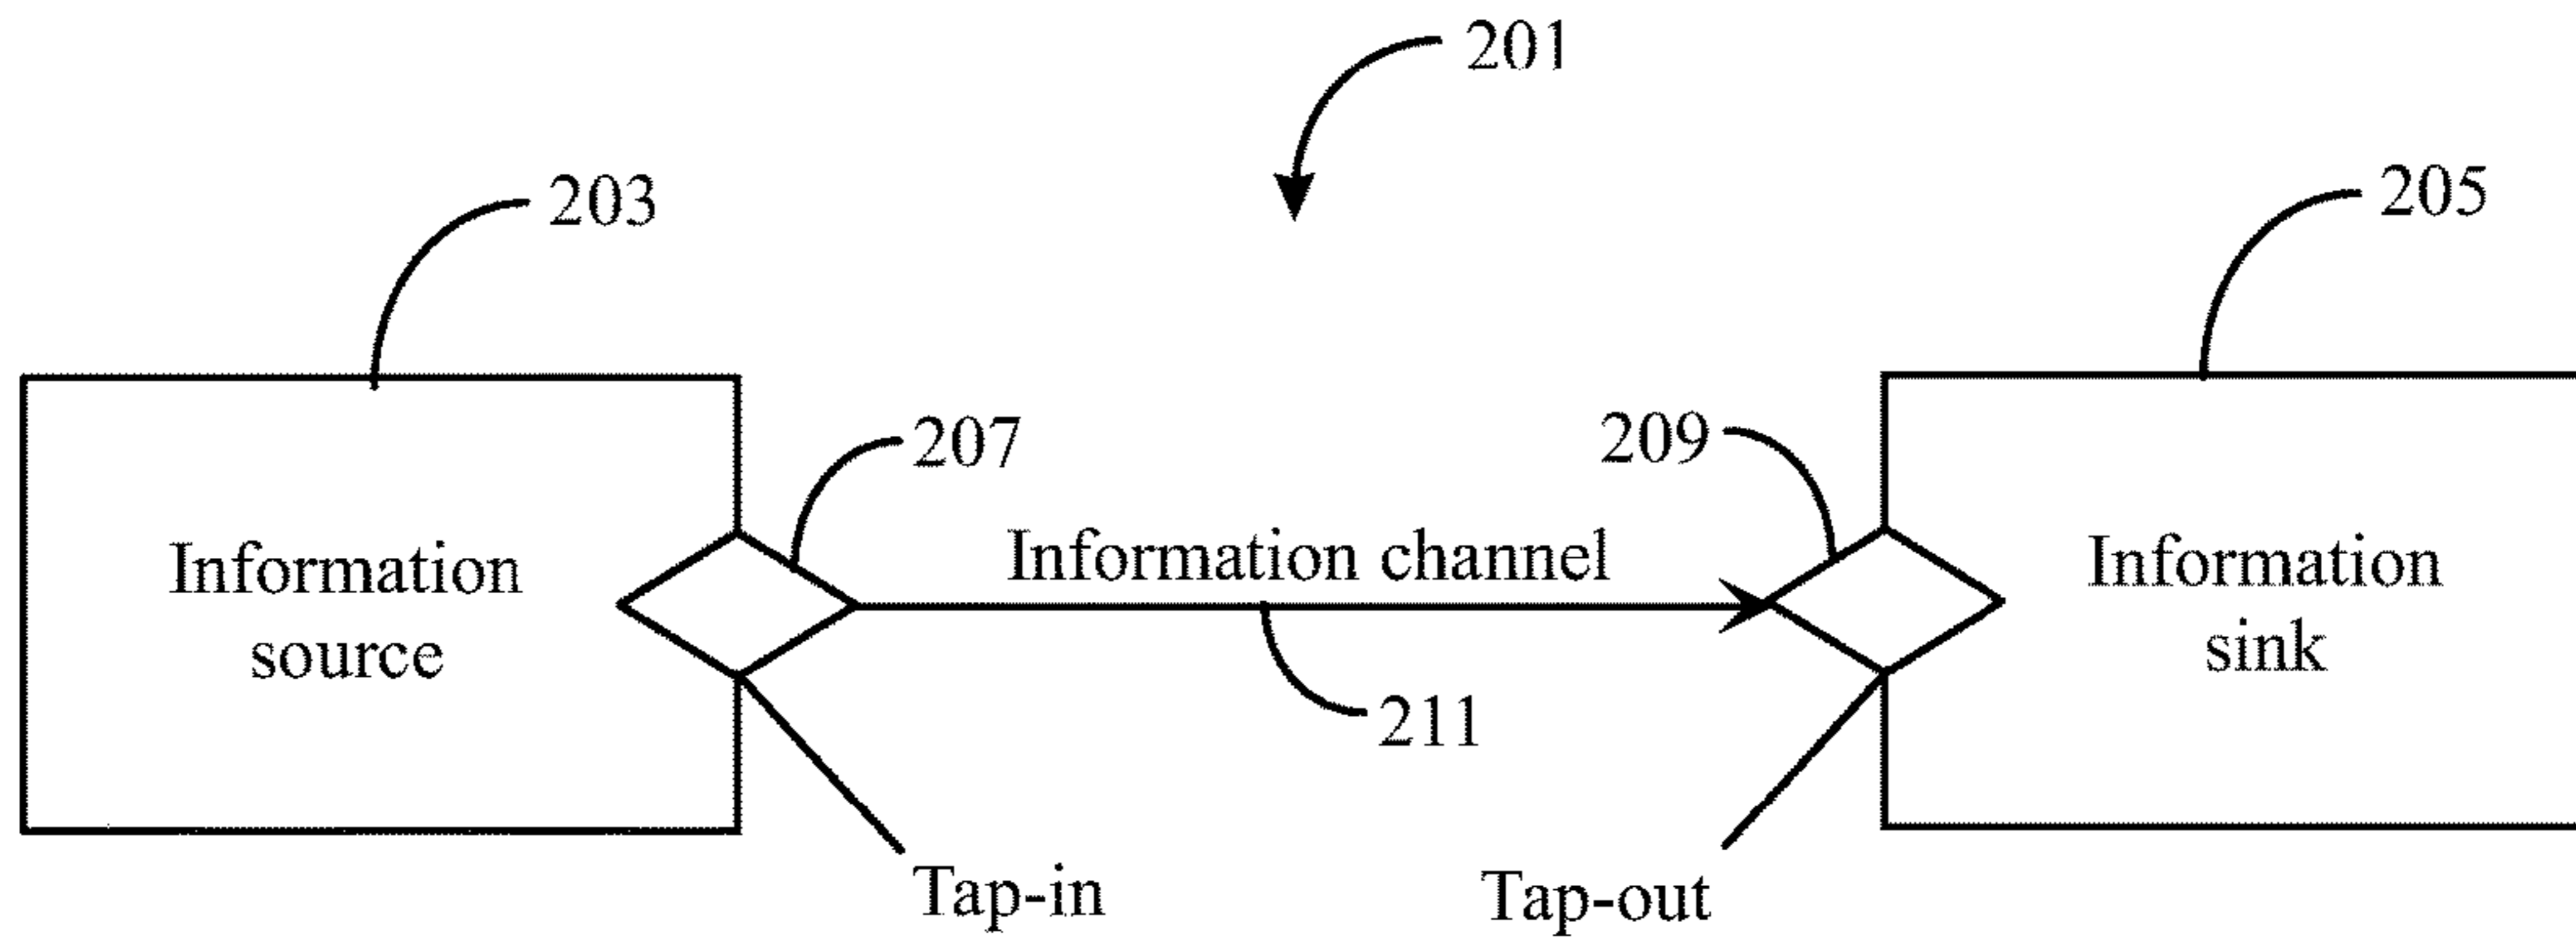 201
203
205
207
209
Information channel
Information
source
Information
sink
211
Tap-in
Tap-out